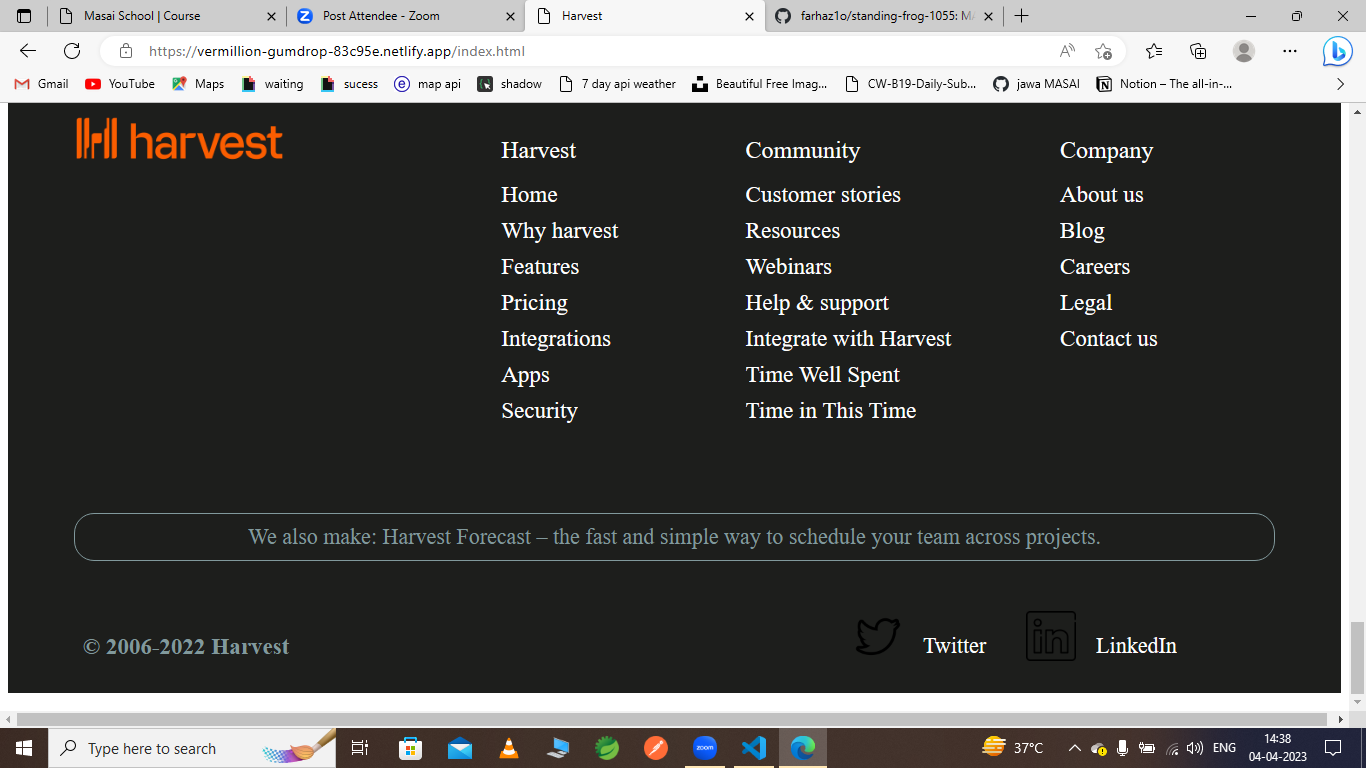 Masai School | Course
Post Attendee - Zoom
Harvest
farhaz1o/standing-frog-1055: MA
https://vermillion-gumdrop-83c95e.netlify.app/index.html
Gmail
YouTube
Maps
waiting
sucess
map api
shadow
7 day api weather
Beautiful Free Imag...
CW-B19-Daily-Sub...
jawa MASAI
Notion – The all-in-...
harvest
Harvest
Home
Why harvest
Features
Pricing
Integrations
Apps
Security
Community
Customer stories
Resources
Webinars
Help & support
Integrate with Harvest
Time Well Spent
Time in This Time
Company
About us
Blog
Careers
Legal
Contact us
We also make: Harvest Forecast – the fast and simple way to schedule your team across projects.
© 2006-2022 Harvest
Twitter
in
LinkedIn
Type here to search
zoom
37°C
ENG
14:38
04-04-2023